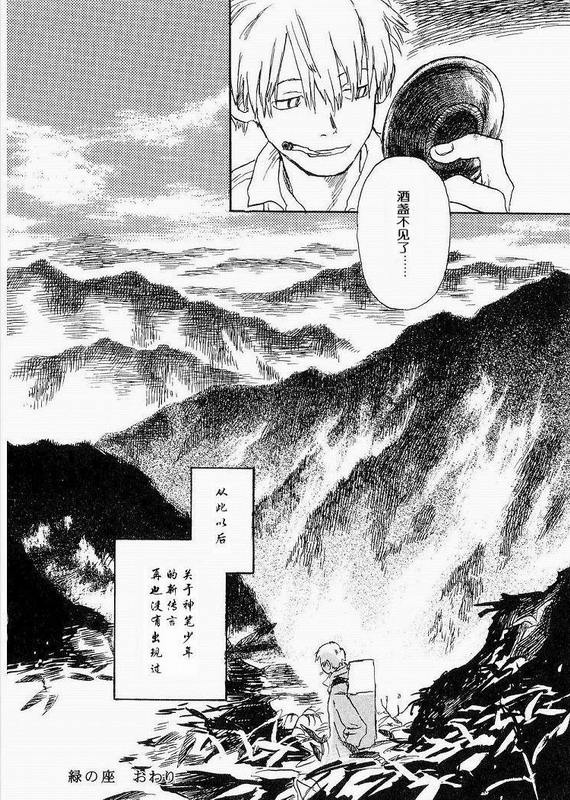 酒盏不见了……
从此以后
关于神笔少年
的新传言
再也没有出现过
緑の座 おわり